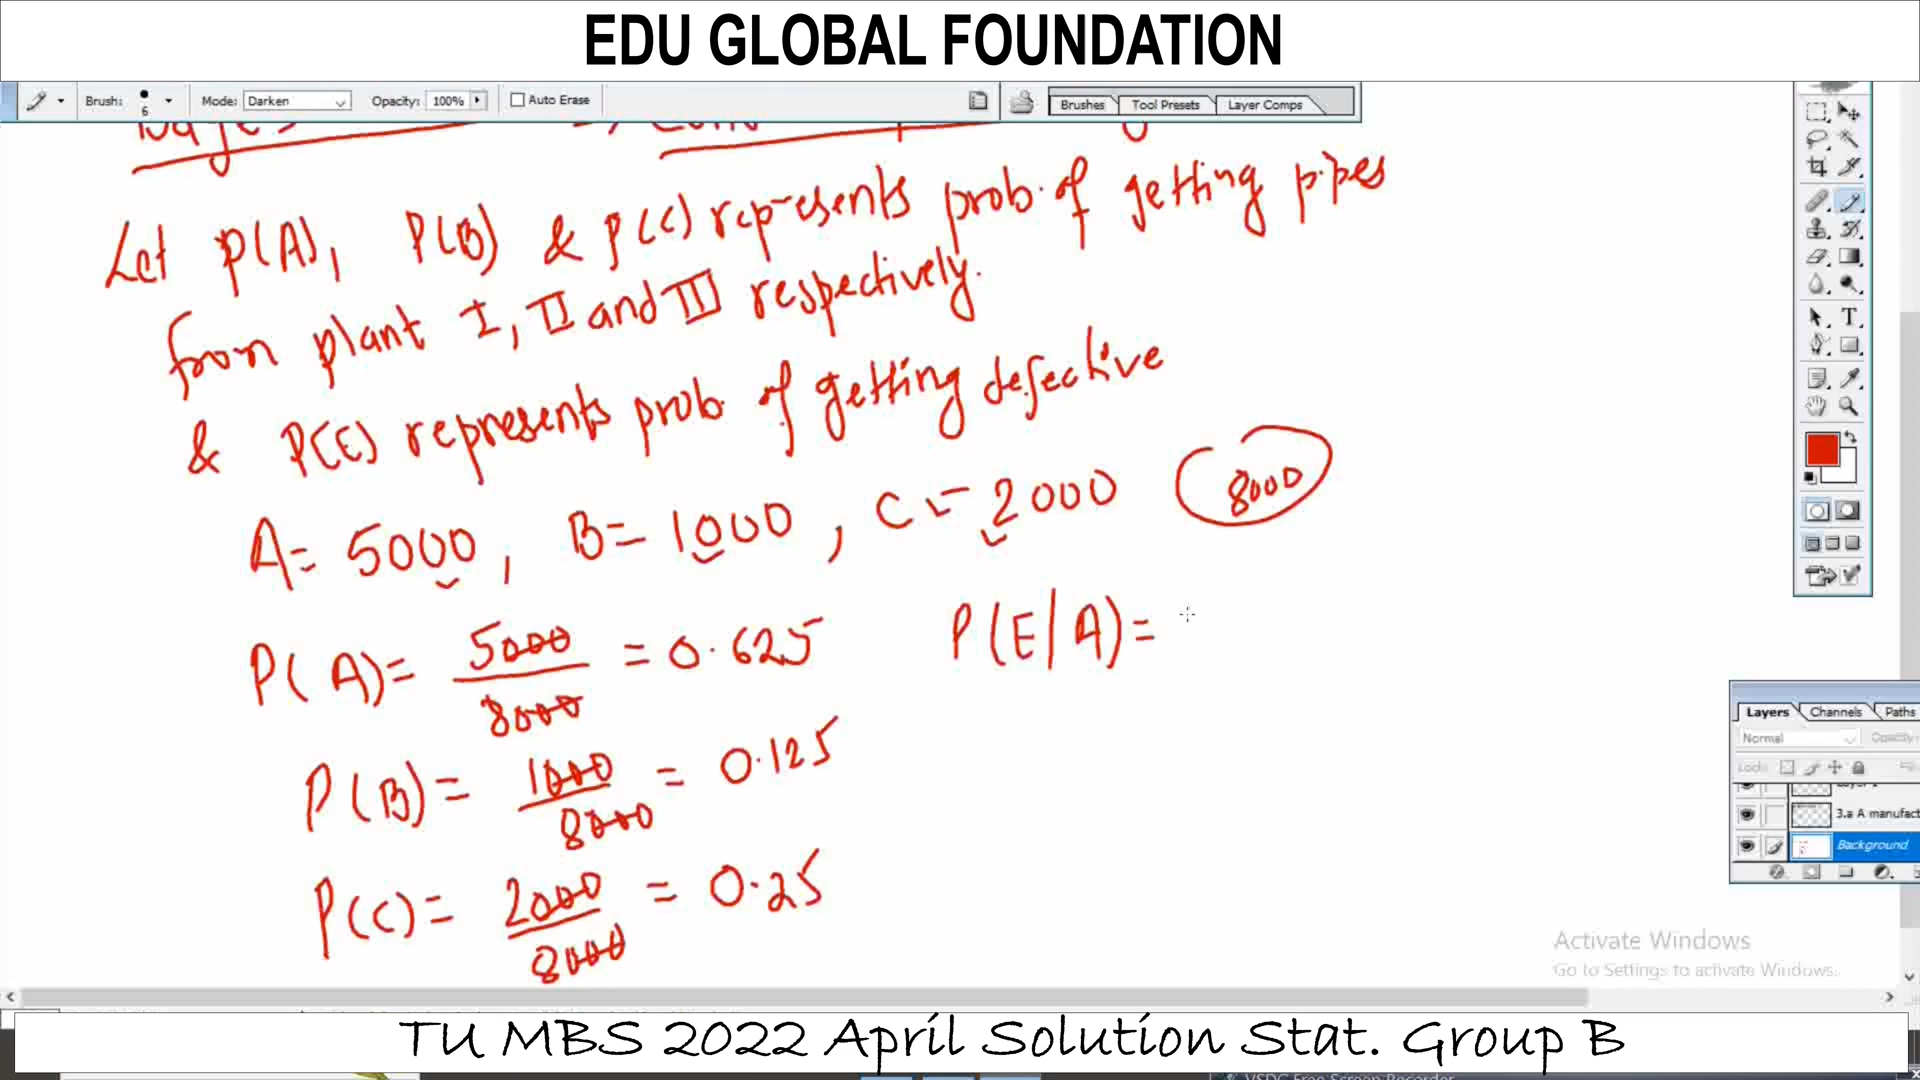 EDU GLOBAL FOUNDATION
Brush: 6 Mode: Darken Opacity: 100% Auto Erase Brushes Tool Presets Layer Comps
Let P(A), P(B) & P(C) represents prob. of getting pipes
from plant I, II and III respectively.
& P(E) represents prob. of getting defective
A= 5000, B= 1000, C = 2000 8000
P(A)= 5000/8000 = 0.625 P(E/A)=
P(B)= 1000/8000 = 0.125
P(C)= 2000/8000 = 0.25
Layers Channels Paths
Normal
Lock:
3.a A manufact
Background
Activate Windows
Go to Settings to activate Windows.
TU MBS 2022 April Solution Stat. Group B